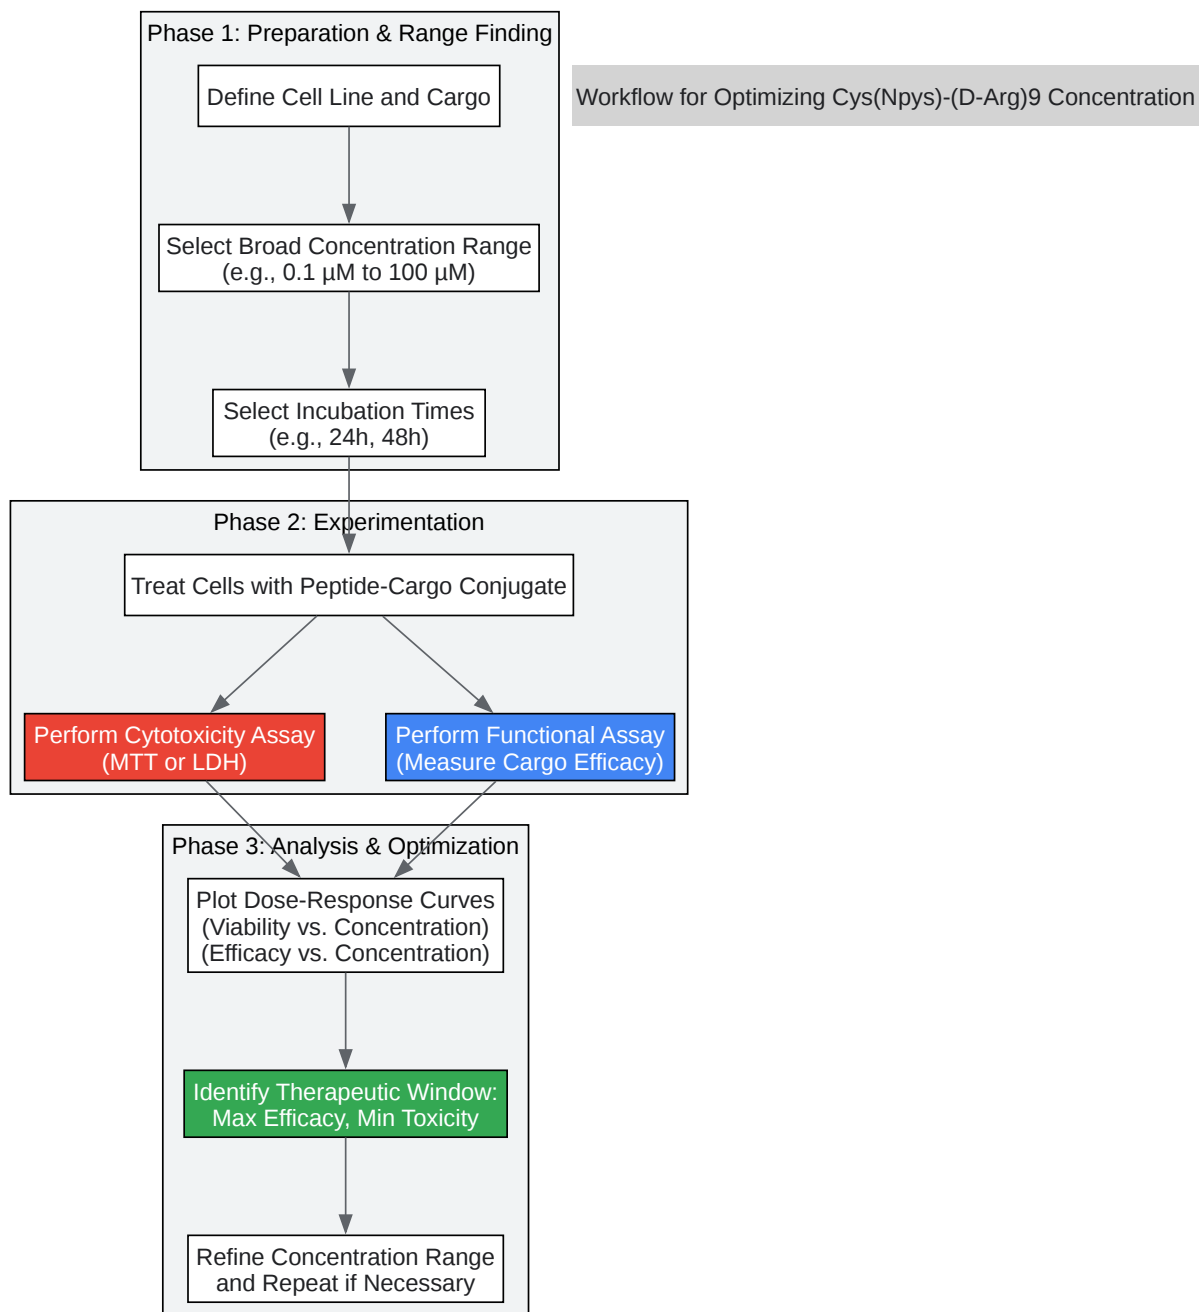 Phase 1: Preparation & Range Finding
Define Cell Line and Cargo
Workflow for Optimizing Cys(Npys)-(D-Arg)9 Concentration
Select Broad Concentration Range
(e.g., 0.1 µM to 100 µM)
Select Incubation Times
(e.g., 24h, 48h)
Phase 2: Experimentation
Treat Cells with Peptide-Cargo Conjugate
Perform Cytotoxicity Assay
(MTT or LDH)
Perform Functional Assay
(Measure Cargo Efficacy)
Phase 3: Analysis & Optimization
Plot Dose-Response Curves
(Viability vs. Concentration)
(Efficacy vs. Concentration)
Identify Therapeutic Window:
Max Efficacy, Min Toxicity
Refine Concentration Range
and Repeat if Necessary